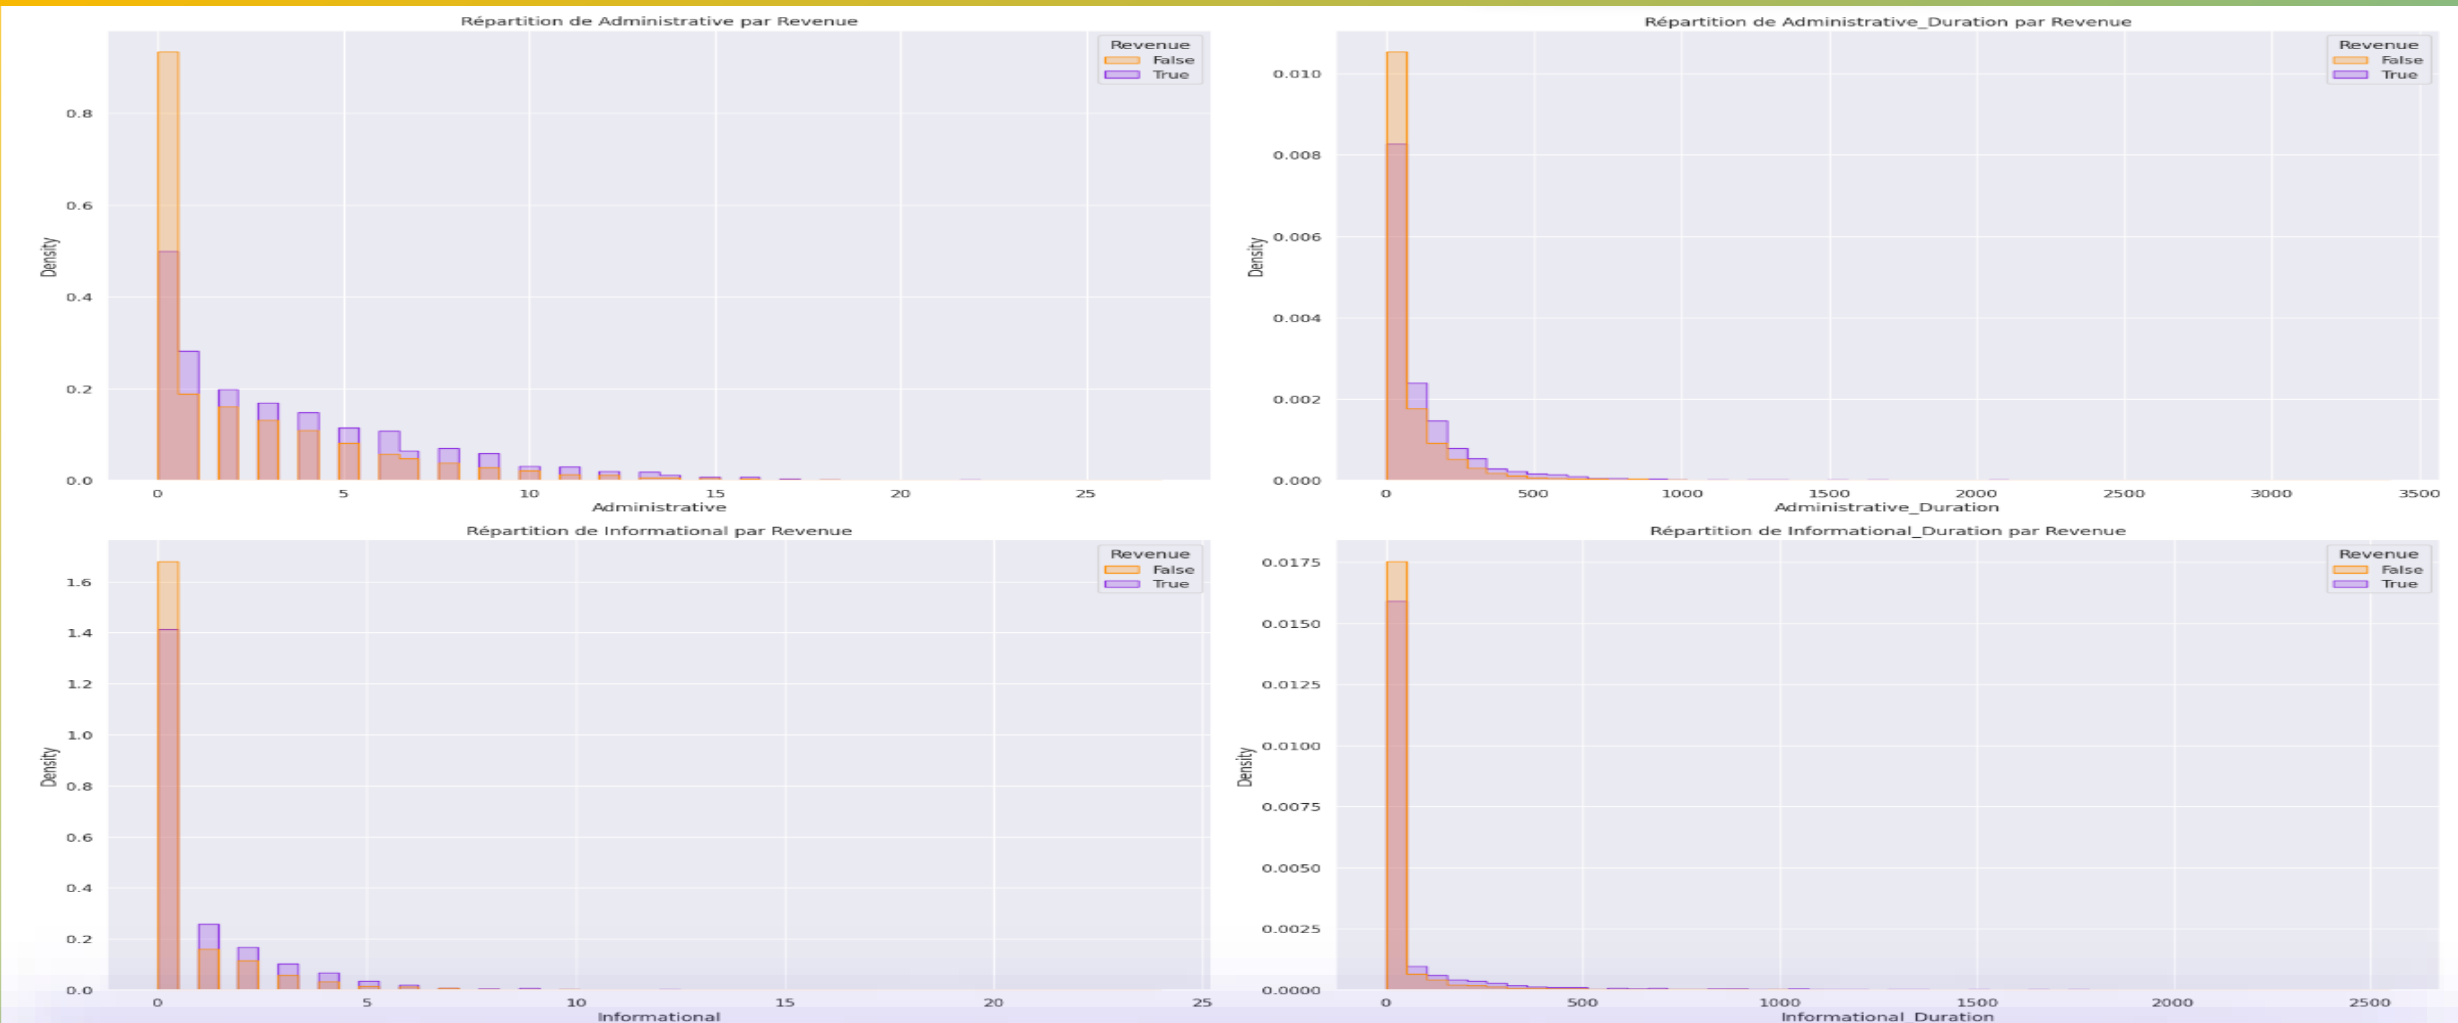 Répartition de Administrative par Revenue
Revenue
False
True
0.8
0.6
0.4
0.2
0.0
Density
0 5 10 15 20 25
Administrative
Répartition de Administrative_Duration par Revenue
Revenue
False
True
0.010
0.008
0.006
0.004
0.002
0.000
Density
0 500 1000 1500 2000 2500 3000 3500
Administrative_Duration
Répartition de Informational par Revenue
Revenue
False
True
1.6
1.4
1.2
1.0
0.8
0.6
0.4
0.2
0.0
Density
0 5 10 15 20 25
Informational
Répartition de Informational_Duration par Revenue
Revenue
False
True
0.0175
0.0150
0.0125
0.0100
0.0075
0.0050
0.0025
0.0000
Density
0 500 1000 1500 2000 2500
Informational_Duration